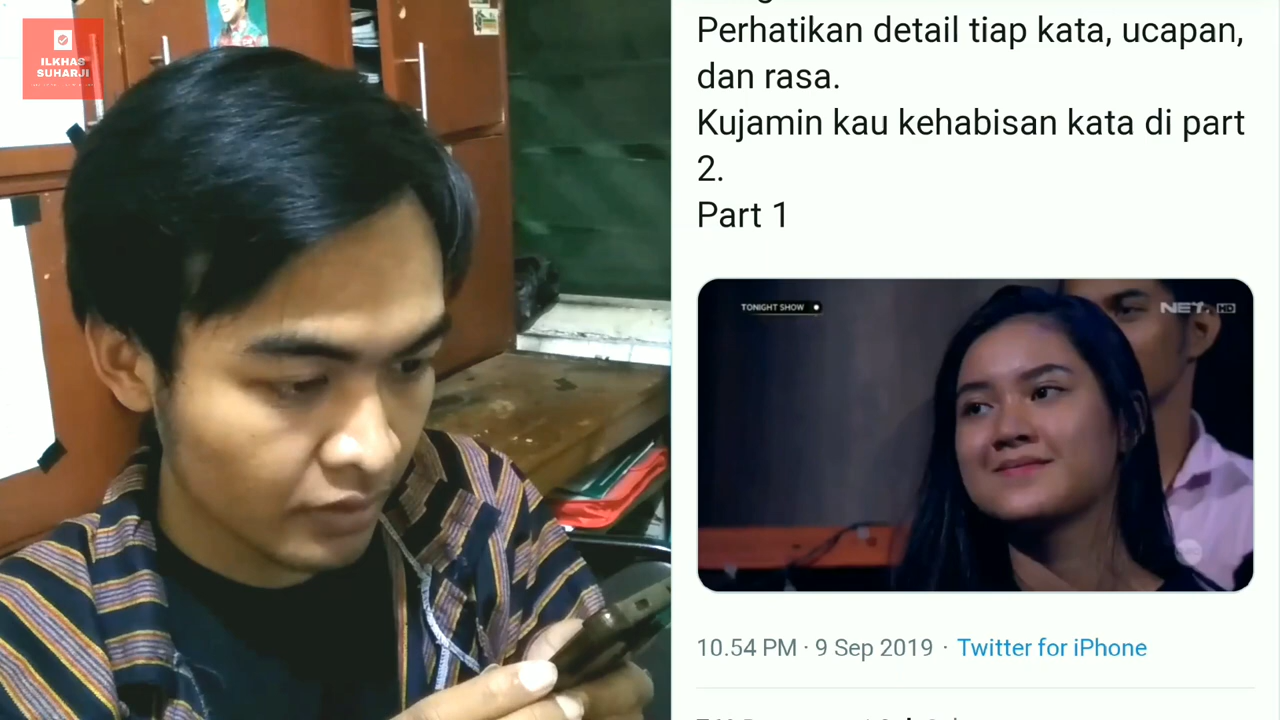 ILKHAS
SUHARJI
Perhatikan detail tiap kata, ucapan,
dan rasa.
Kujamin kau kehabisan kata di part
2.
Part 1
TONIGHT SHOW
NET. HD
10.54 PM · 9 Sep 2019 · Twitter for iPhone